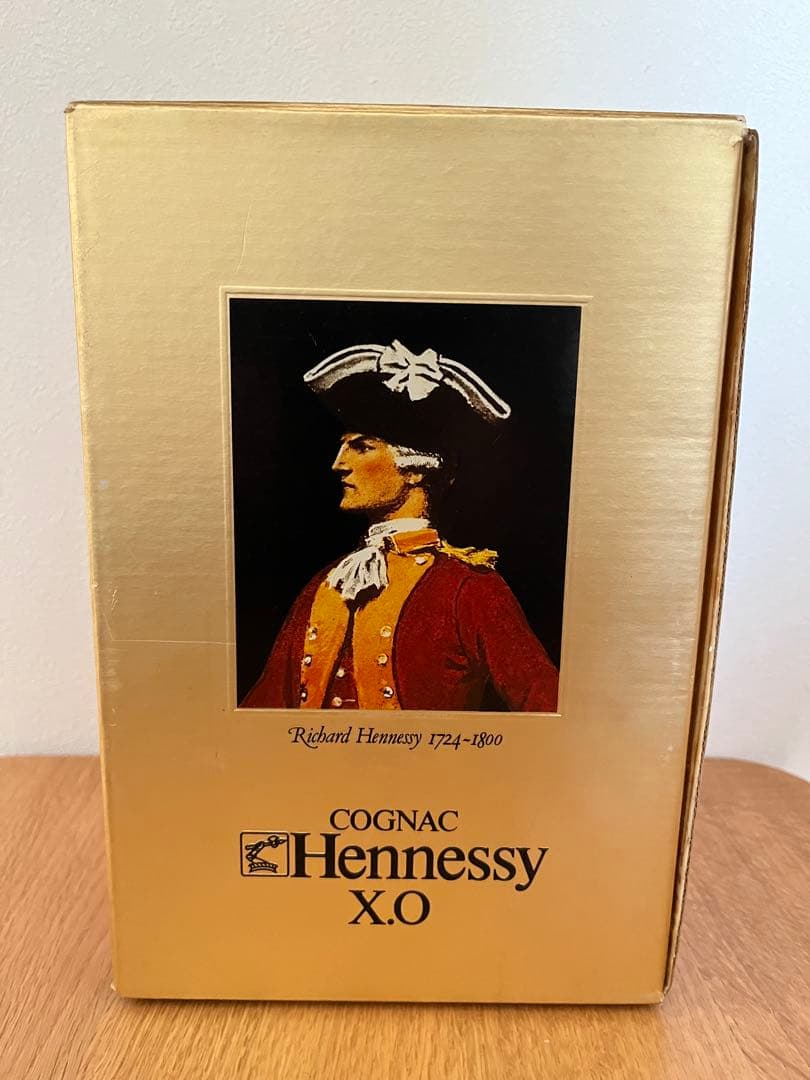 Richard Hennessy 1724~1800
COGNAC
Hennessy
X.O